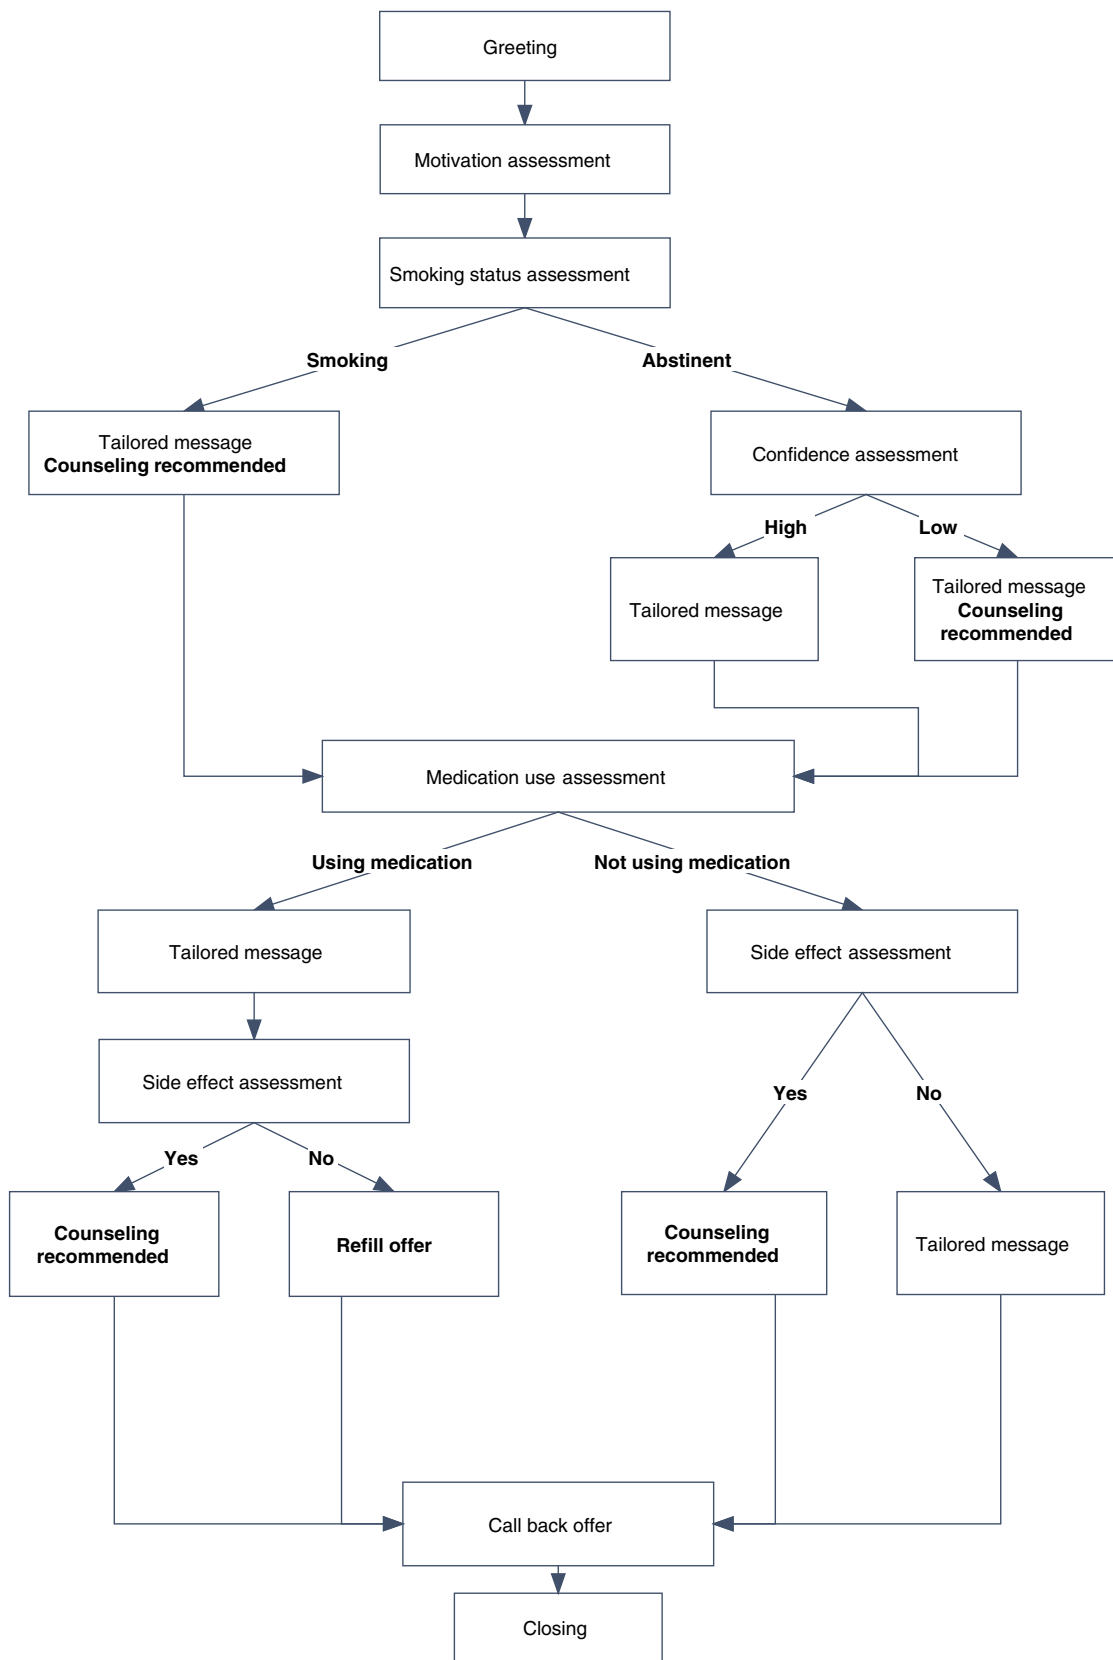 Greeting
Motivation assessment
Smoking status assessment
Smoking
Abstinent
Tailored message
Counseling recommended
Confidence assessment
High
Low
Tailored message
Tailored message
Counseling
recommended
Medication use assessment
Using medication
Not using medication
Tailored message
Side effect assessment
Side effect assessment
Yes
No
Yes
No
Counseling
recommended
Refill offer
Counseling
recommended
Tailored message
Call back offer
Closing